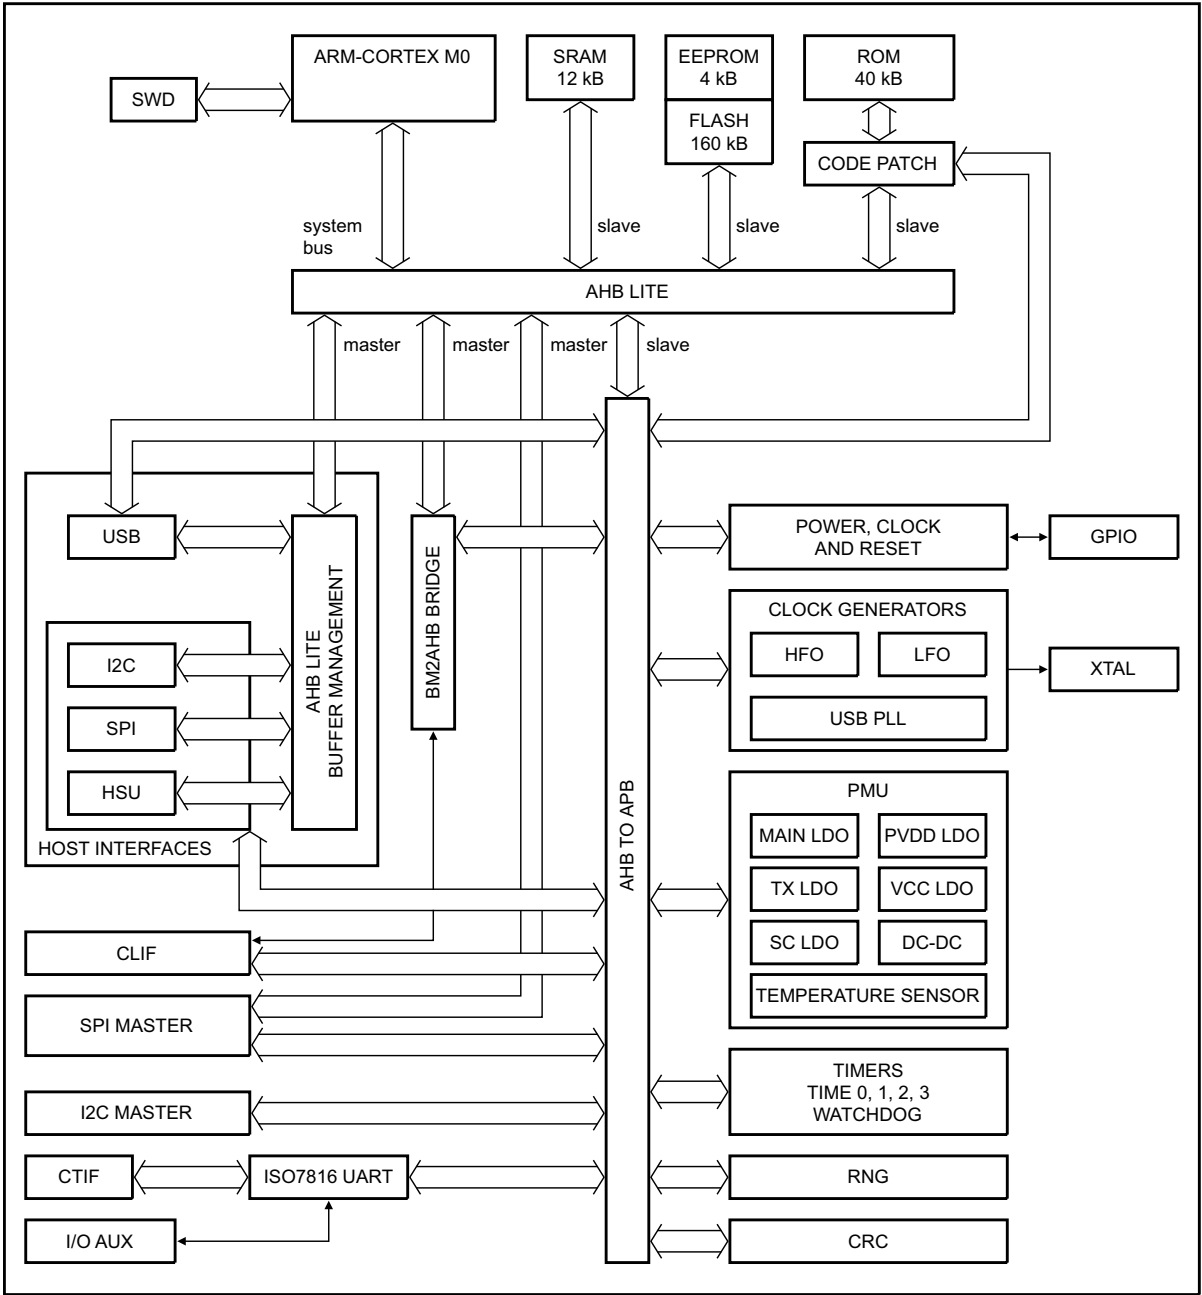 ARM-CORTEX M0
SWD
SRAM
12 kB
EEPROM
4 kB
FLASH
160 kB
ROM
40 kB
CODE PATCH
system
bus
slave
slave
slave
AHB LITE
master
master
master
slave
USB
I2C
SPI
HSU
AHB LITE
BUFFER MANAGEMENT
HOST INTERFACES
BM2AHB BRIDGE
AHB TO APB
POWER, CLOCK
AND RESET
GPIO
CLOCK GENERATORS
HFO
LFO
USB PLL
XTAL
PMU
MAIN LDO
PVDD LDO
TX LDO
VCC LDO
SC LDO
DC-DC
TEMPERATURE SENSOR
CLIF
SPI MASTER
I2C MASTER
CTIF
ISO7816 UART
I/O AUX
TIMERS
TIME 0, 1, 2, 3
WATCHDOG
RNG
CRC